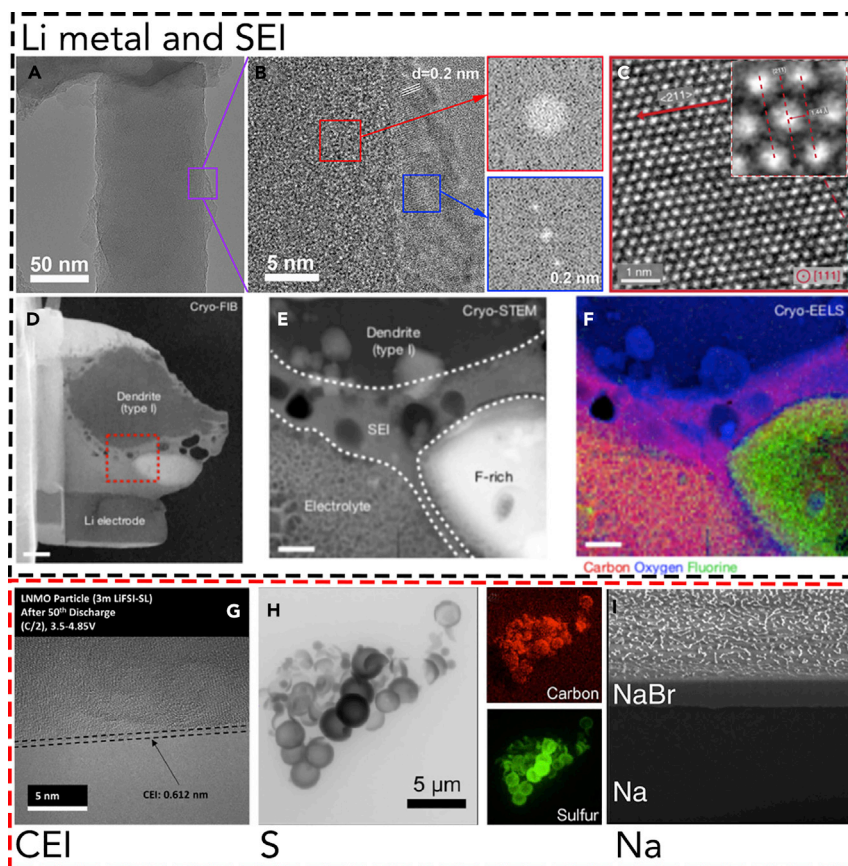 Li metal and SEI
A
50 nm
B
d=0.2 nm
5 nm
0.2 nm
C
<211>
[211]
1 nm
[111]
D
Cryo-FIB
Dendrite
(type I)
Li electrode
E
Cryo-STEM
Dendrite
(type I)
SEI
F-rich
Electrolyte
F
Cryo-EELS
Carbon Oxygen Fluorine
LNMO Particle (3m LiFSI-SL)
After 50th Discharge
(C/2), 3.5-4.85V
G
CEI: 0.612 nm
5 nm
CEI
H
5 μm
S
Carbon
Sulfur
I
NaBr
Na
Na